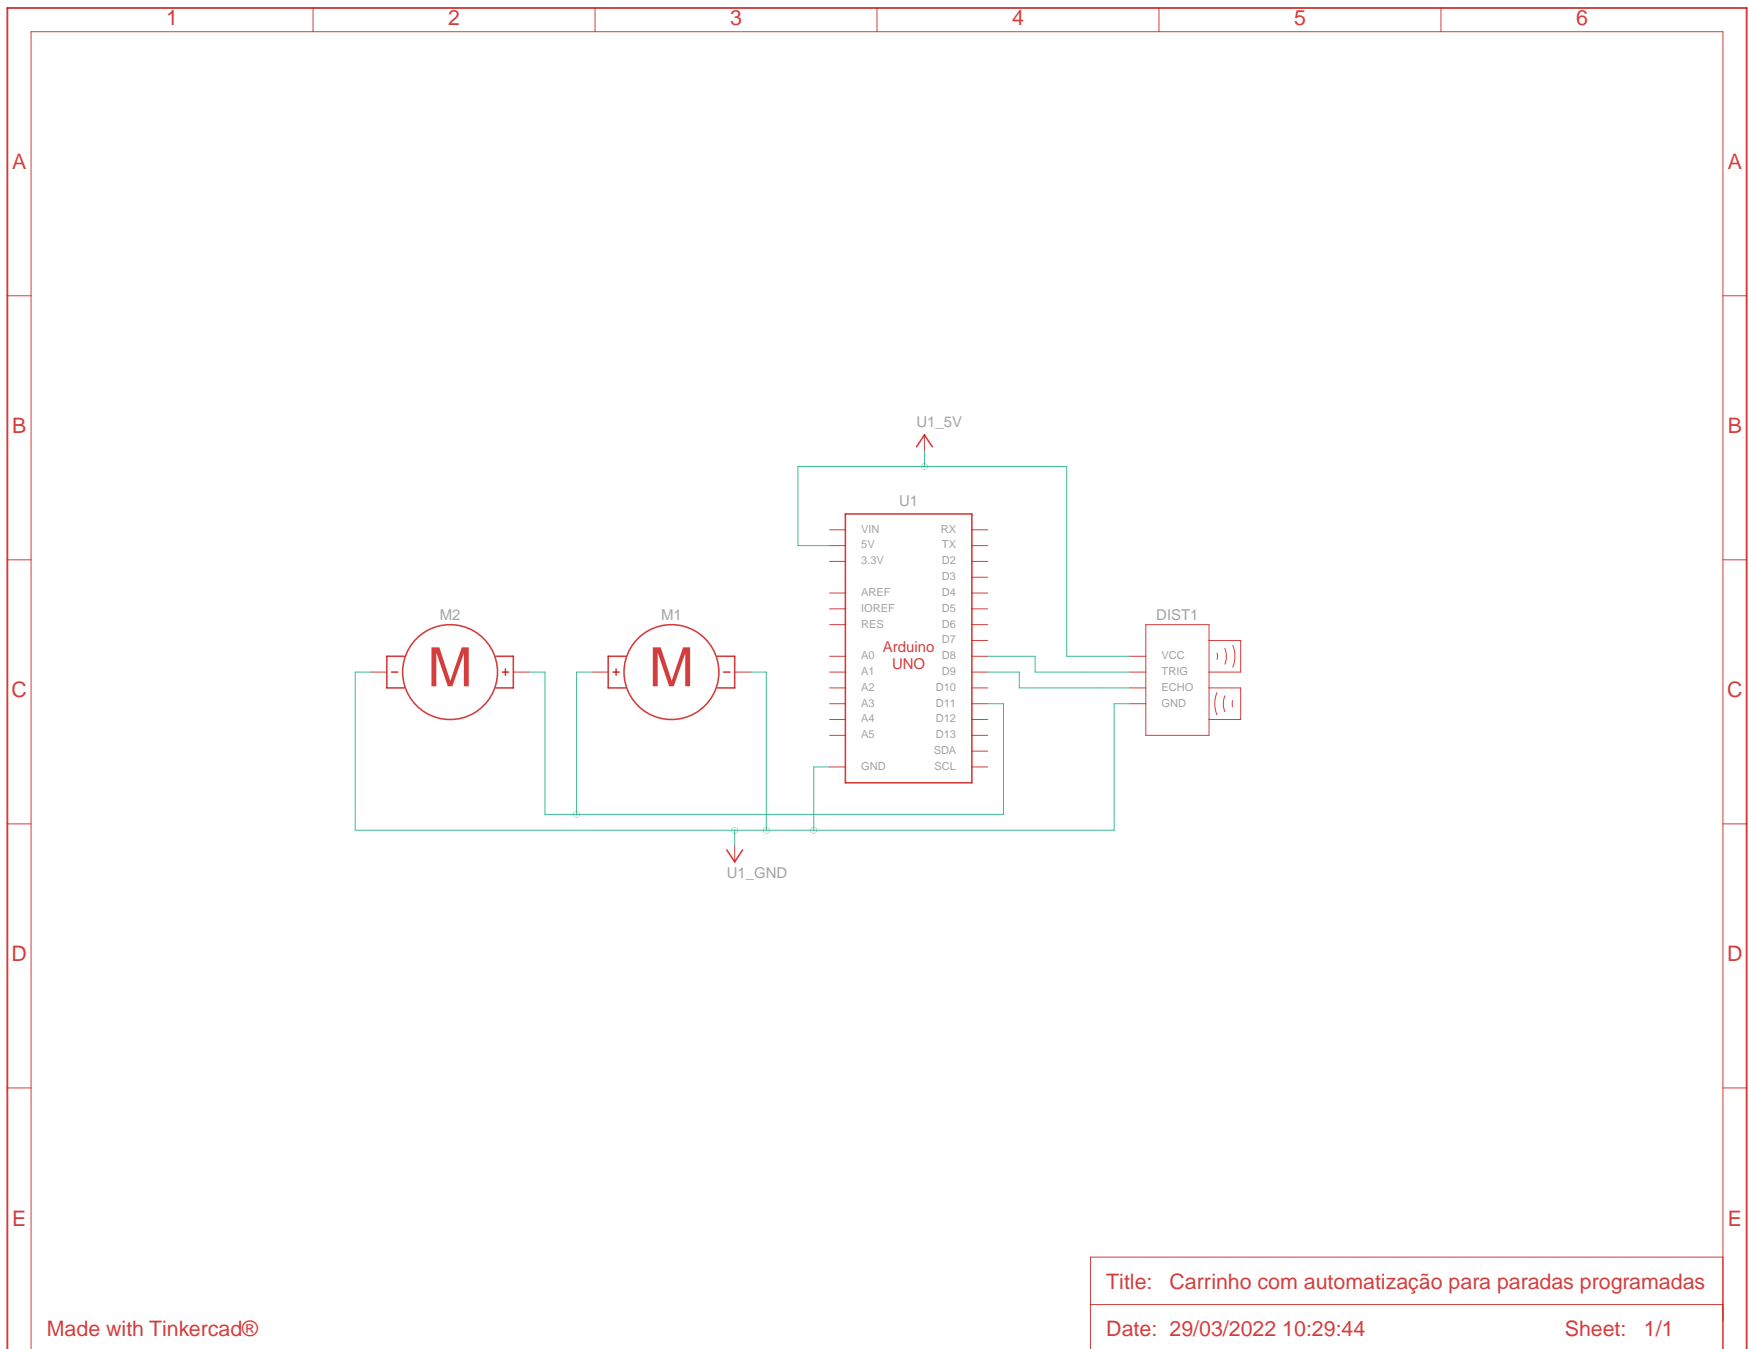 1 2 3 4 5 6
A A
B B
U1_5V
U1
VIN RX
5V TX
3.3V D2
D3
AREF D4
IOREF D5
RES D6
D7
M2 M1 DIST1
Arduino
UNO
A0 D8
A1 D9
A2 D10
A3 D11
A4 D12
A5 D13
SDA
GND SCL
- M + + M -
VCC
TRIG
ECHO
GND
C C
U1_GND
D D
E E
Title: Carrinho com automatização para paradas programadas
Made with Tinkercad® Date: 29/03/2022 10:29:44 Sheet: 1/1